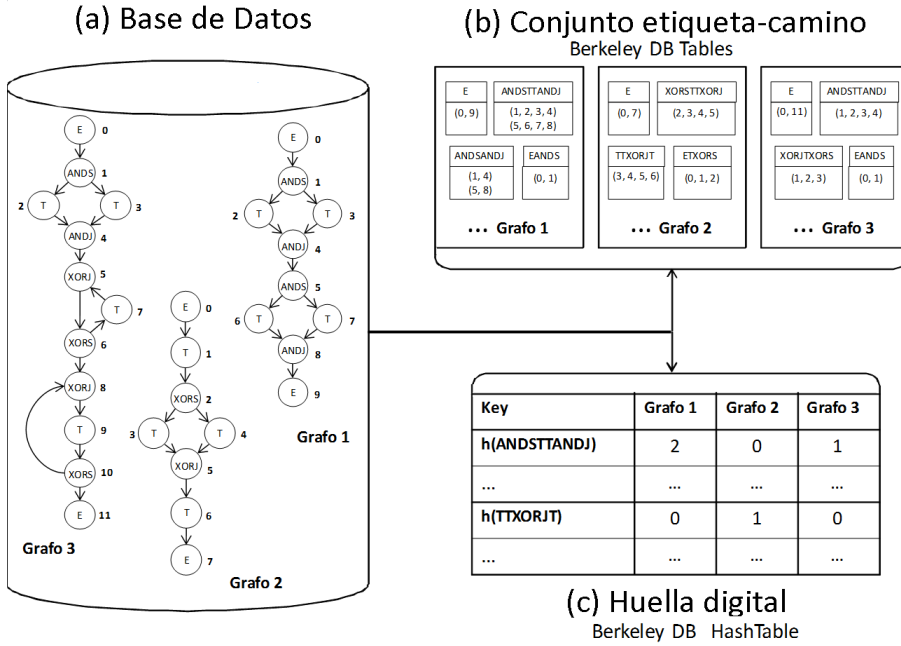 (a) Base de Datos
E 0
ANDS 1
2 T T 3
ANDJ 4
XORJ 5
T 7
XORS 6
XORJ 8
T 9
XORS 10
E 11
Grafo 3
E 0
T 1
XORS 2
3 T T 4
XORJ 5
T 6
E 7
Grafo 2
E 0
ANDS 1
2 T T 3
ANDJ 4
ANDS 5
6 T T 7
ANDJ 8
E 9
Grafo 1
(b) Conjunto etiqueta-camino
Berkeley DB Tables
E
(0, 9)
ANDSTTANDJ
(1, 2, 3, 4)
(5, 6, 7, 8)
ANDSANDJ
(1, 4)
(5, 8)
EANDS
(0, 1)
... Grafo 1
E
(0, 7)
XORSTTXORJ
(2, 3, 4, 5)
TTXORJT
(3, 4, 5, 6)
ETXORS
(0, 1, 2)
... Grafo 2
E
(0, 11)
ANDSTTANDJ
(1, 2, 3, 4)
XORJTXORS
(1, 2, 3)
EANDS
(0, 1)
... Grafo 3
Key Grafo 1 Grafo 2 Grafo 3
h(ANDSTTANDJ) 2 0 1
... ... ... ...
h(TTXORJT) 0 1 0
... ... ... ...
(c) Huella digital
Berkeley DB HashTable